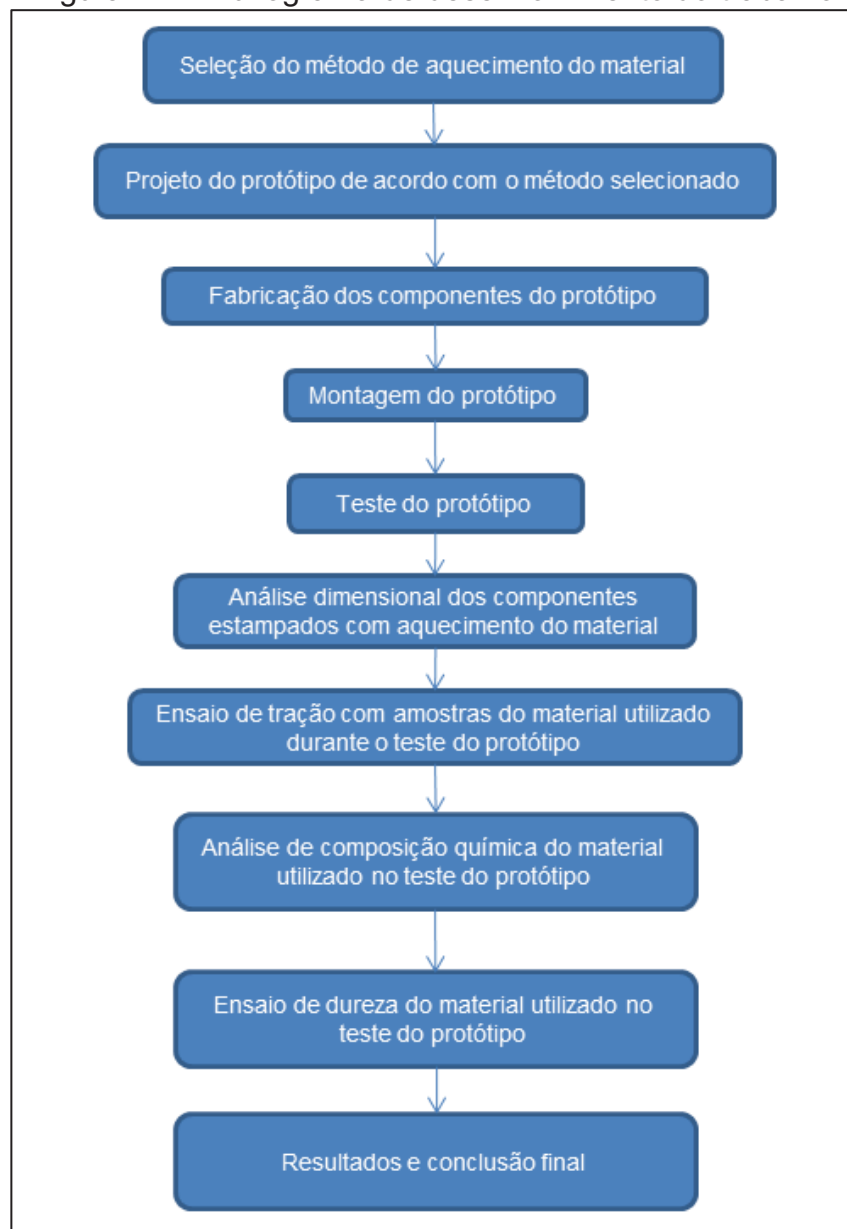 Seleção do método de aquecimento do material
Projeto do protótipo de acordo com o método selecionado
Fabricação dos componentes do protótipo
Montagem do protótipo
Teste do protótipo
Análise dimensional dos componentes
estampados com aquecimento do material
Ensaio de tração com amostras do material utilizado
durante o teste do protótipo
Análise de composição química do material
utilizado no teste do protótipo
Ensaio de dureza do material utilizado no
teste do protótipo
Resultados e conclusão final